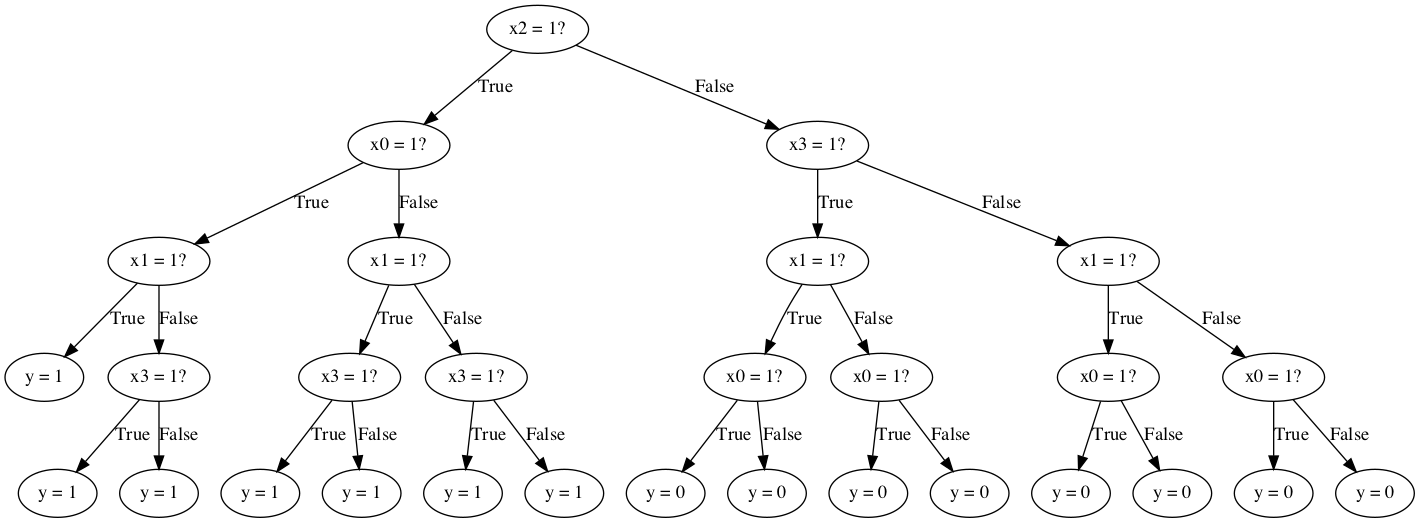 x2 = 1?
True
False
x0 = 1?
x3 = 1?
True
False
True
False
x1 = 1?
x1 = 1?
x1 = 1?
x1 = 1?
True
False
True
False
True
False
True
False
y = 1
x3 = 1?
x3 = 1?
x3 = 1?
x0 = 1?
x0 = 1?
x0 = 1?
x0 = 1?
True
False
True
False
True
False
True
False
True
False
True
False
True
False
y = 1
y = 1
y = 1
y = 1
y = 1
y = 1
y = 0
y = 0
y = 0
y = 0
y = 0
y = 0
y = 0
y = 0